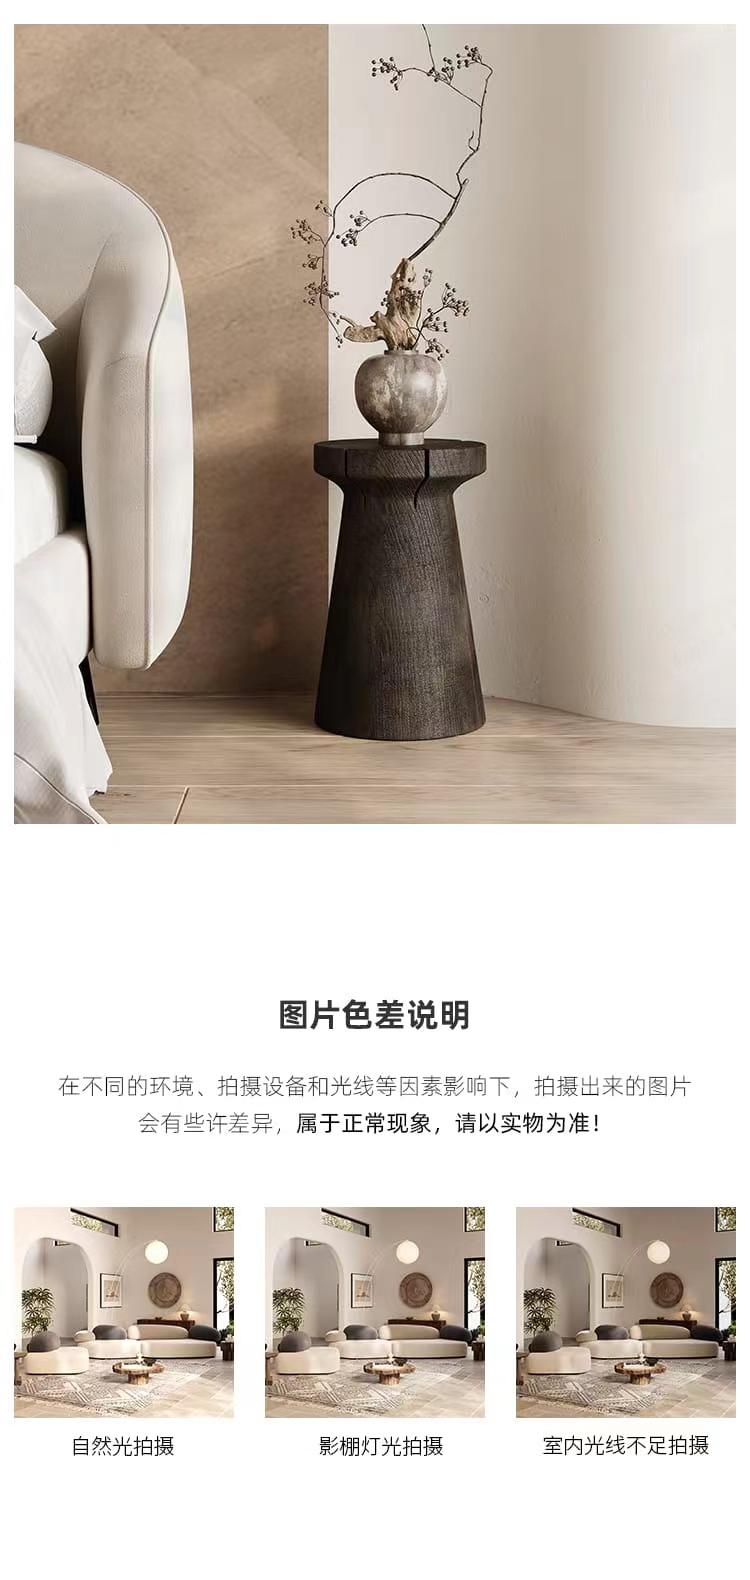 图片色差说明
在不同的环境、拍摄设备和光线等因素影响下，拍摄出来的图片
会有些许差异，属于正常现象，请以实物为准！
自然光拍摄
影棚灯光拍摄
室内光线不足拍摄